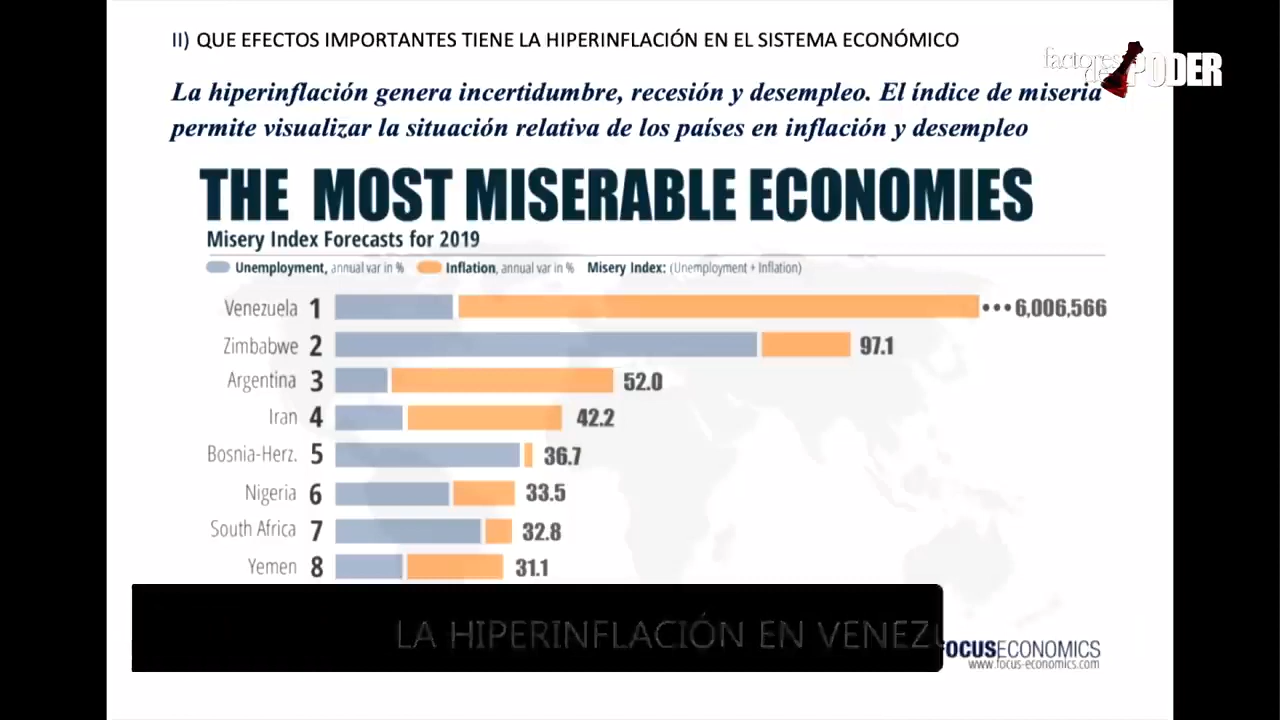 II) QUE EFECTOS IMPORTANTES TIENE LA HIPERINFLACIÓN EN EL SISTEMA ECONÓMICO
factores de PODER
La hiperinflación genera incertidumbre, recesión y desempleo. El índice de miseria
permite visualizar la situación relativa de los países en inflación y desempleo
THE MOST MISERABLE ECONOMIES
Misery Index Forecasts for 2019
Unemployment, annual var in % Inflation, annual var in % Misery Index: (Unemployment + Inflation)
Venezuela 1 •••6,006,566
Zimbabwe 2 97.1
Argentina 3 52.0
Iran 4 42.2
Bosnia-Herz. 5 36.7
Nigeria 6 33.5
South Africa 7 32.8
Yemen 8 31.1
LA HIPERINFLACIÓN EN
OCUSECONOMICS
www.focus-economics.com